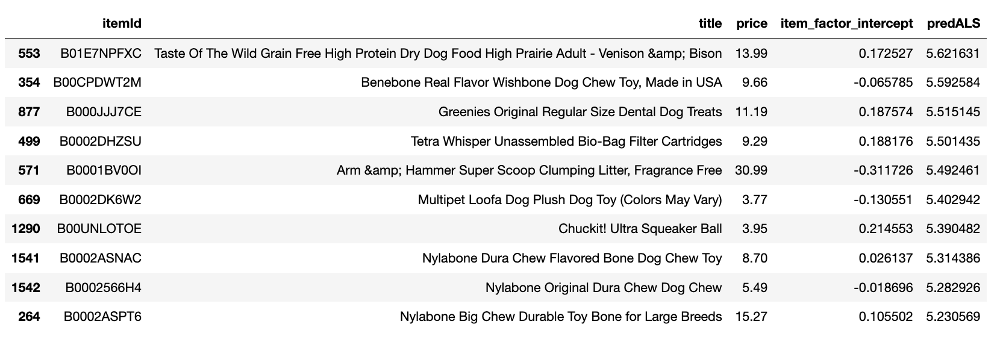 itemId title price item_factor_intercept predALS
553 B01E7NPFXC Taste Of The Wild Grain Free High Protein Dry Dog Food High Prairie Adult - Venison &amp; Bison 13.99 0.172527 5.621631
354 B00CPDWT2M Benebone Real Flavor Wishbone Dog Chew Toy, Made in USA 9.66 -0.065785 5.592584
877 B000JJJ7CE Greenies Original Regular Size Dental Dog Treats 11.19 0.187574 5.515145
499 B0002DHZSU Tetra Whisper Unassembled Bio-Bag Filter Cartridges 9.29 0.188176 5.501435
571 B0001BV0OI Arm &amp; Hammer Super Scoop Clumping Litter, Fragrance Free 30.99 -0.311726 5.492461
669 B0002DK6W2 Multipet Loofa Dog Plush Dog Toy (Colors May Vary) 3.77 -0.130551 5.402942
1290 B00UNLOTOE Chuckit! Ultra Squeaker Ball 3.95 0.214553 5.390482
1541 B0002ASNAC Nylabone Dura Chew Flavored Bone Dog Chew Toy 8.70 0.026137 5.314386
1542 B0002566H4 Nylabone Original Dura Chew Dog Chew 5.49 -0.018696 5.282926
264 B0002ASPT6 Nylabone Big Chew Durable Toy Bone for Large Breeds 15.27 0.105502 5.230569